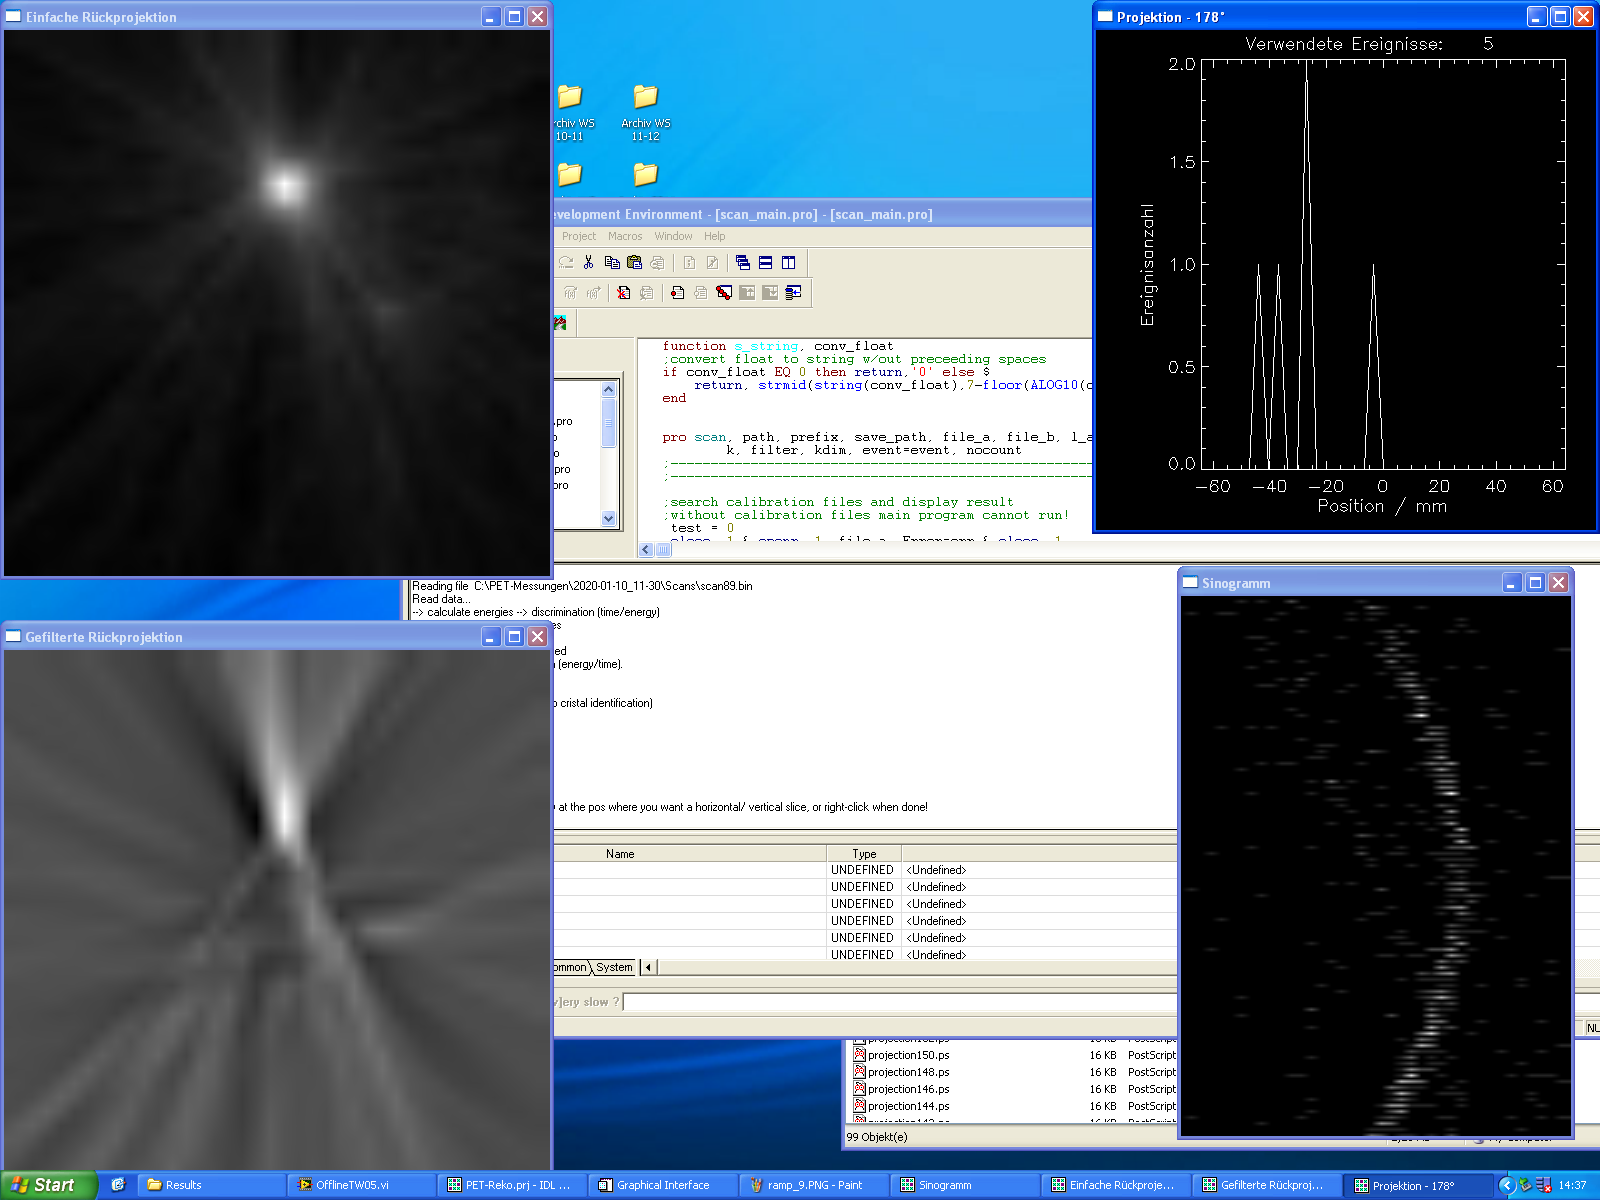 Einfache Rückprojektion
Projektion - 178°
Verwendete Ereignisse: 5
2.0
1.5
1.0
0.5
0.0
Ereignisanzahl
−60 −40 −20 0 20 40 60
Position / mm
chiv WS
10-11
Archiv WS
11-12
evelopment Environment - [scan_main.pro] - [scan_main.pro]
Project Macros Window Help
function s_string, conv_float
;convert float to string w/out preceeding spaces
if conv_float EQ 0 then return,'0' else $
return, strmid(string(conv_float),7-floor(ALOG10(
end
pro scan, path, prefix, save_path, file_a, file_b, l_a
k, filter, kdim, event=event, nocount
;search calibration files and display result
;without calibration files main program cannot run!
test = 0
.pro
o
o
pro
pro
Reading file C:\PET-Messungen\2020-01-10_11-30\Scans\scan89.bin
Read data...
--> calculate energies --> discrimination (time/energy)
es
ed
(energy/time).
o cristal identification)
at the pos where you want a horizontal/ vertical slice, or right-click when done!
Gefilterte Rückprojektion
Sinogramm
Name Type
UNDEFINED <Undefined>
UNDEFINED <Undefined>
UNDEFINED <Undefined>
UNDEFINED <Undefined>
UNDEFINED <Undefined>
UNDEFINED <Undefined>
ommon System
]ery slow ?
NU
projection150.ps 16 KB PostScript
projection148.ps 16 KB PostScript
projection146.ps 16 KB PostScript
projection144.ps 16 KB PostScript
99 Objekt(e)
Start
Results
OfflineTW05.vi
PET-Reko.prj - IDL ...
Graphical Interface
ramp_9.PNG - Paint
Sinogramm
Einfache Rückproje...
Gefilterte Rückproj...
Projektion - 178°
14:37